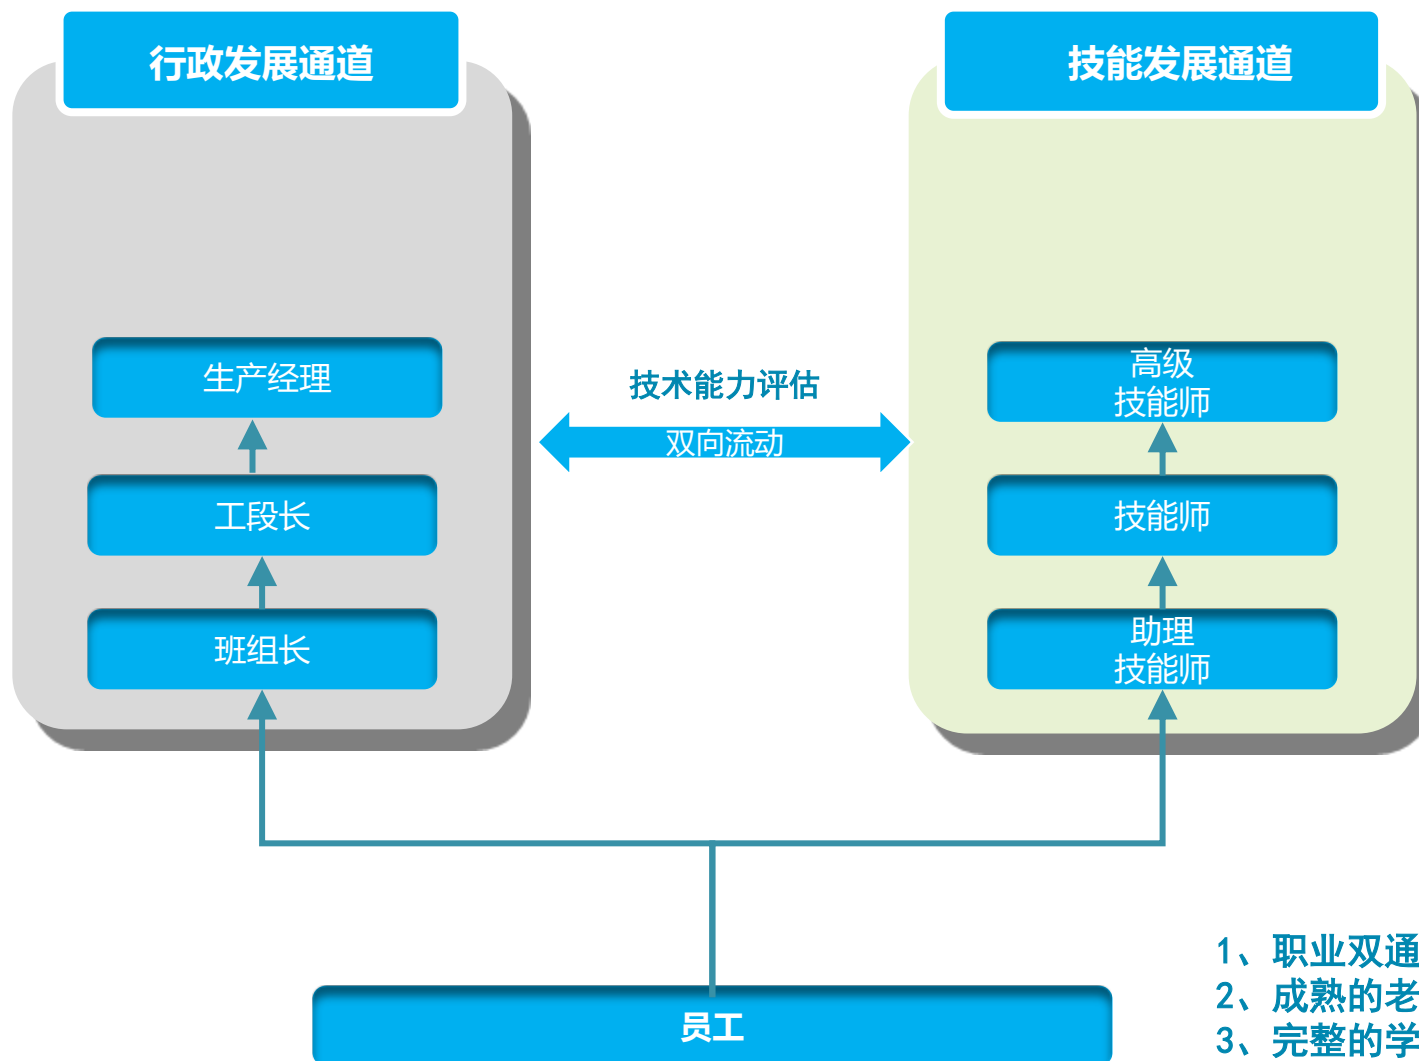 行政发展通道
技能发展通道
生产经理
工段长
班组长
技术能力评估
双向流动
高级
技能师
技能师
助理
技能师
员工
1、职业双通
2、成熟的老
3、完整的学